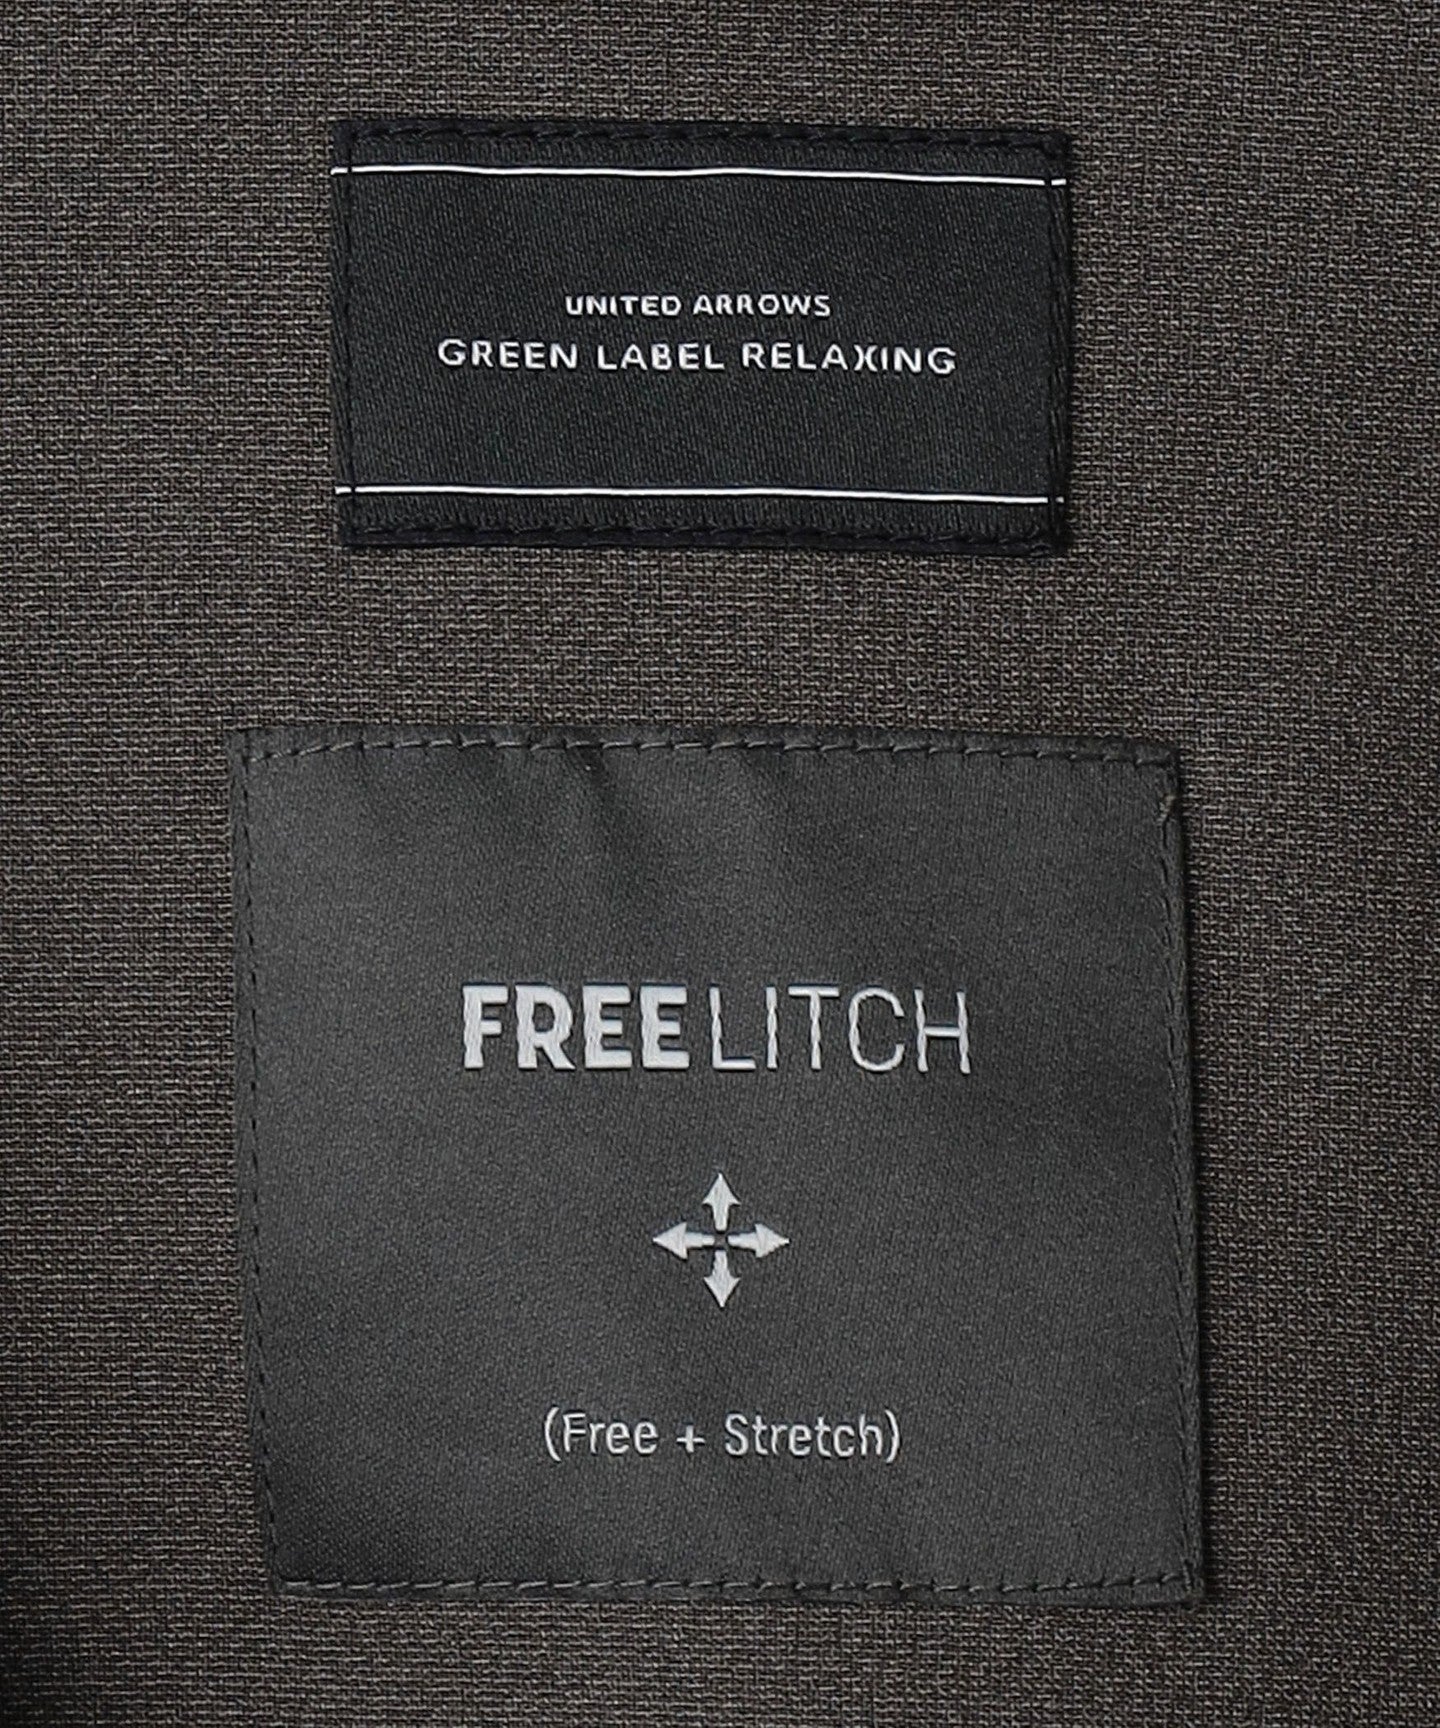 UNITED ARROWS
GREEN LABEL RELAXING
FREELITCH
(Free + Stretch)